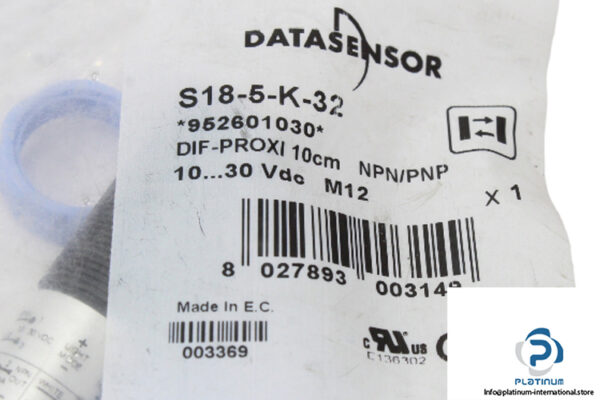 DATASENSOR
S18-5-K-32
*952601030*
DIF-PROXI 10cm NPN/PNP
10...30 Vdc M12
x 1
8 027893
Made In E.C.
003369
c US
E136302
PLATINUM
Info@platinum-international.store